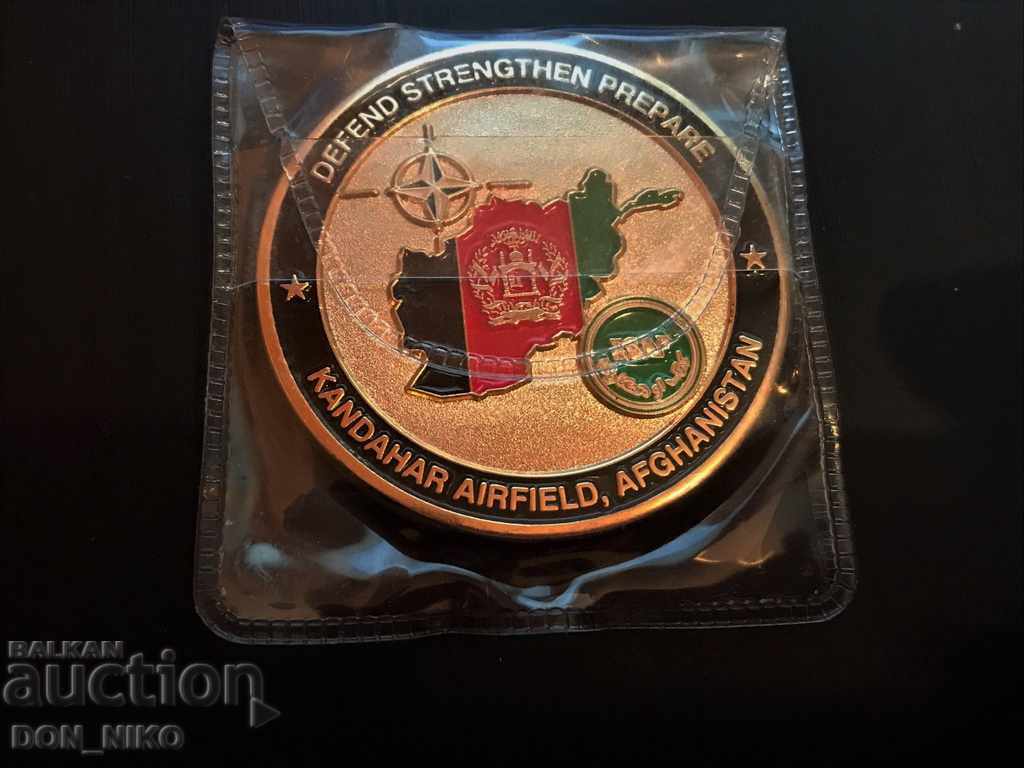 DEFEND STRENGTHEN PREPARE
KANDAHAR AIRFIELD, AFGHANISTAN
BALKAN
auction
DON_NIKO